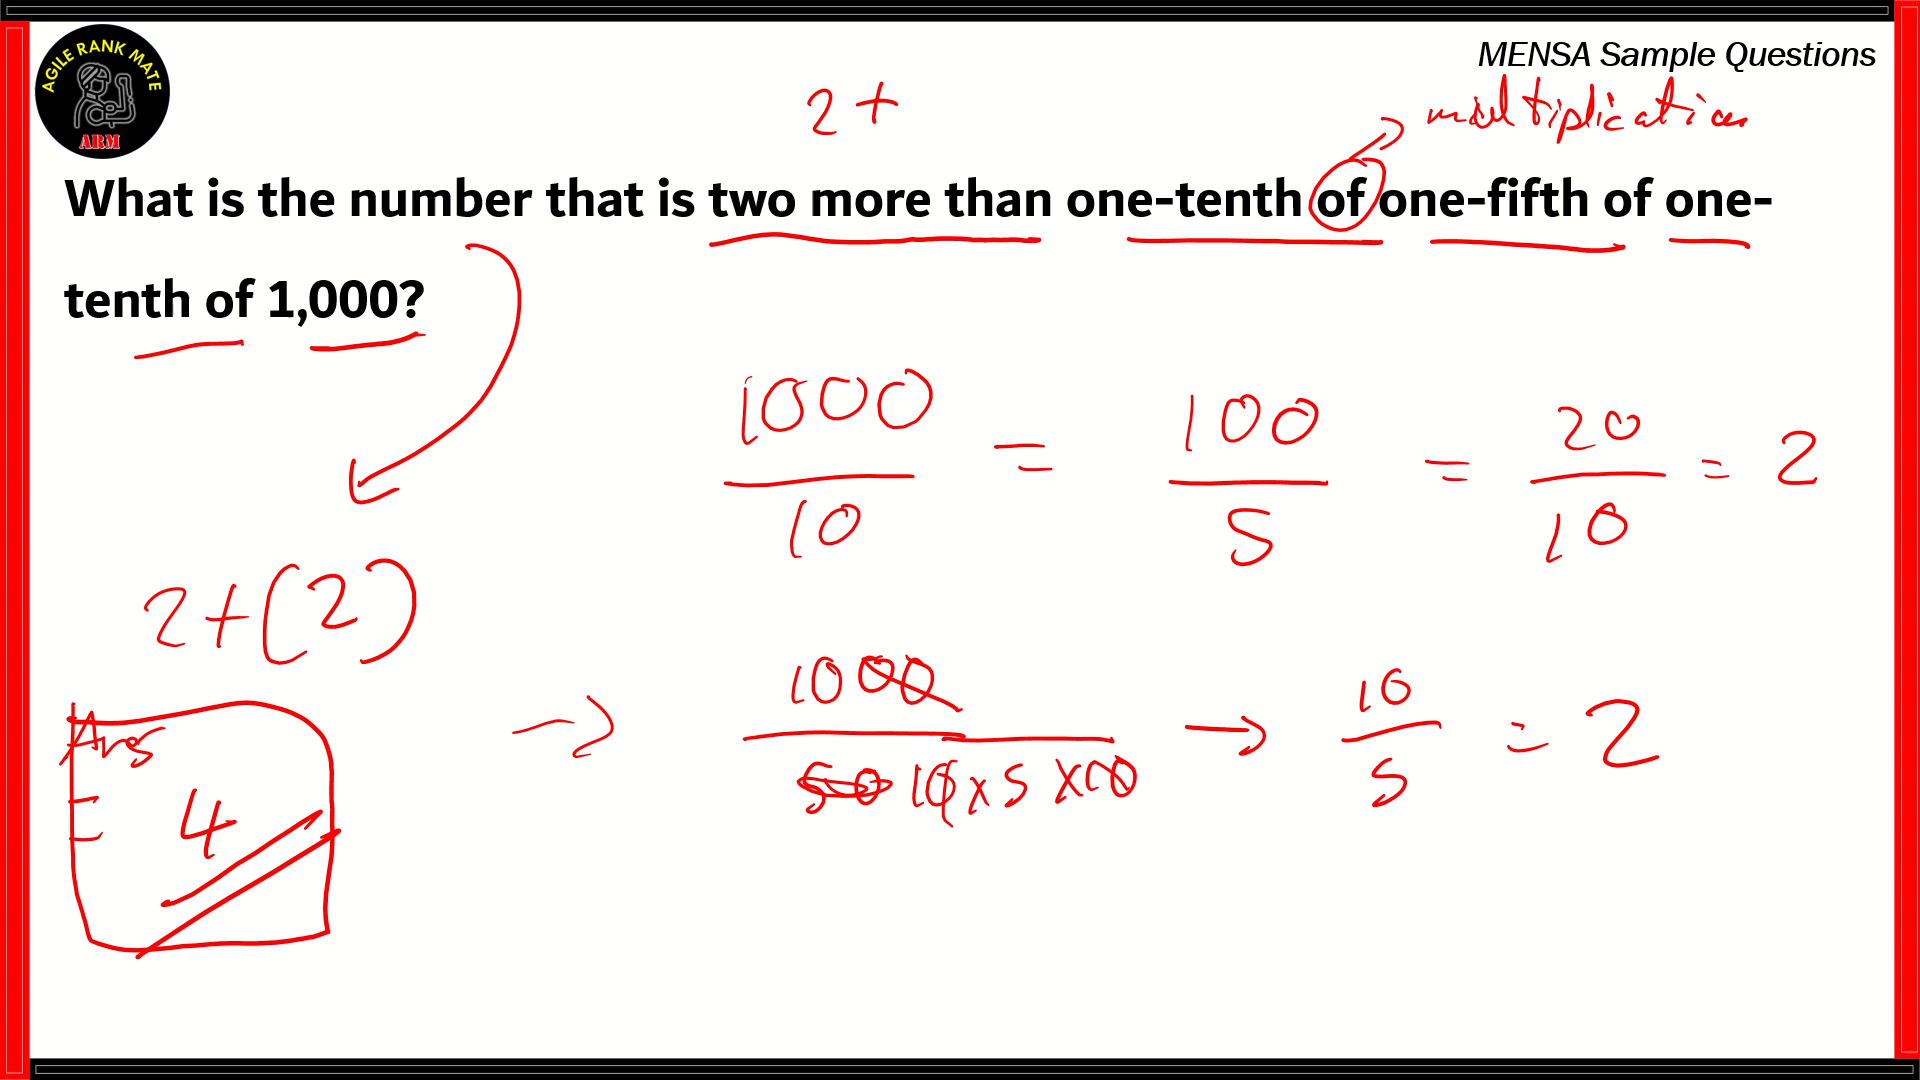 AGILE RANK MATE
ARM
MENSA Sample Questions
2 +
multiplication
What is the number that is two more than one-tenth of one-fifth of one-
tenth of 1,000?
1000/10 = 100/5 = 20/10 = 2
2+(2)
→ 1000/10×5×10 → 10/5 = 2
Ans
= 4